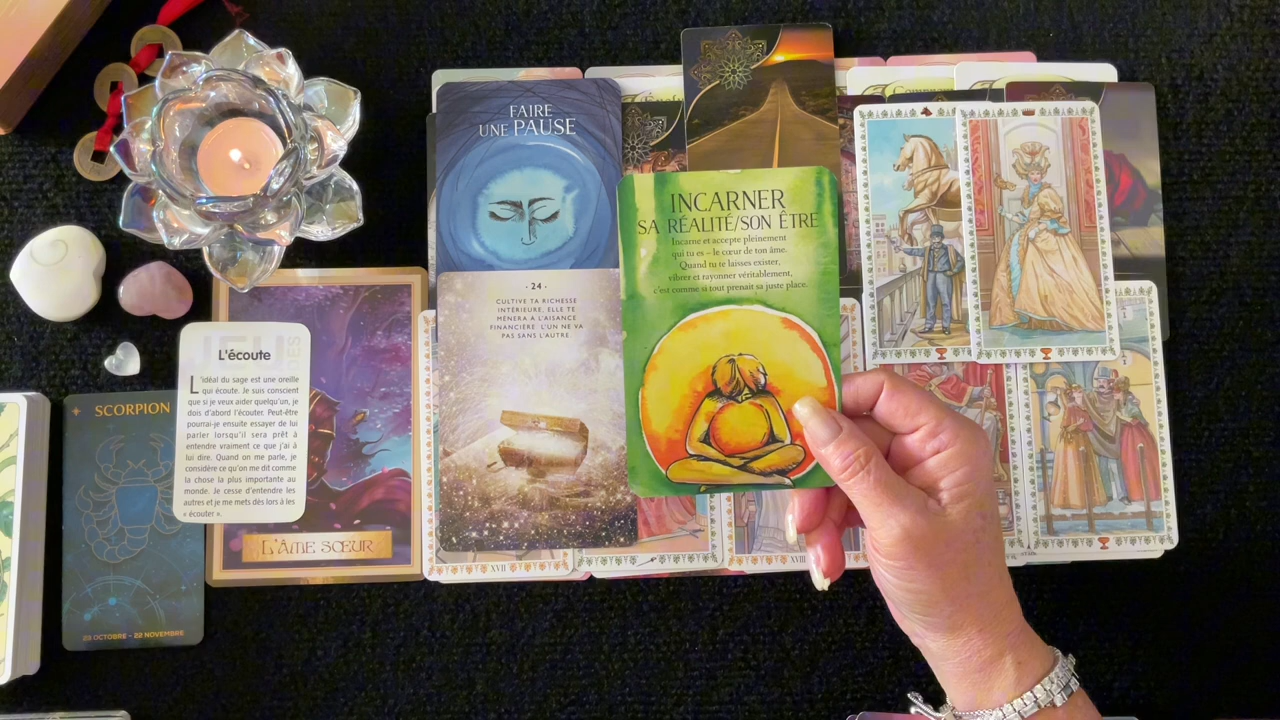 FAIRE
UNE PAUSE
INCARNER
SA RÉALITÉ/SON ÊTRE
Incarne et accepte pleinement
qui tu es – le cœur de ton âme.
Quand tu te laisses exister,
vibrer et rayonner véritablement,
c'est comme si tout prenait sa juste place.
· 24 ·
CULTIVE TA RICHESSE
INTÉRIEURE, ELLE TE
MÈNERA A L'AISANCE
FINANCIÈRE. L'UN NE VA
PAS SANS L'AUTRE.
L'écoute
L'idéal du sage est une oreille
qui écoute. Je suis conscient
que si je veux aider quelqu'un, je
dois d'abord l'écouter. Peut-être
pourrai-je ensuite essayer de lui
parler lorsqu'il sera prêt à
entendre vraiment ce que j'ai à
lui dire. Quand on me parle, je
considère ce qu'on me dit comme
la chose la plus importante au
monde. Je cesse d'entendre les
autres et je me mets dès lors à les
« écouter ».
SCORPION
23 OCTOBRE - 22 NOVEMBRE
L'ÂME SŒUR
XVII
XVIII